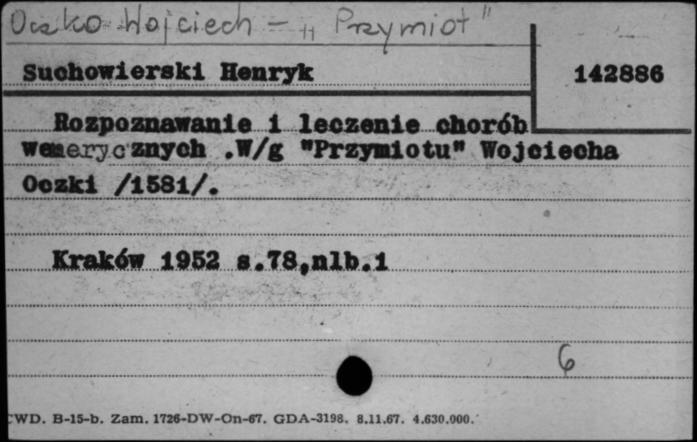 Oczko Wojciech - „Przymiot"
Suchowierski Henryk
142886
Rozpoznawanie i leczenie chorób
wenerycznych .W/g "Przymiotu" Wojciecha
Oczki /1581/.
Kraków 1952 s.78,nlb.1
6
CWD. B-15-b. Zam. 1726-DW-On-67. GDA-3198. 8.11.67. 4.630.000.